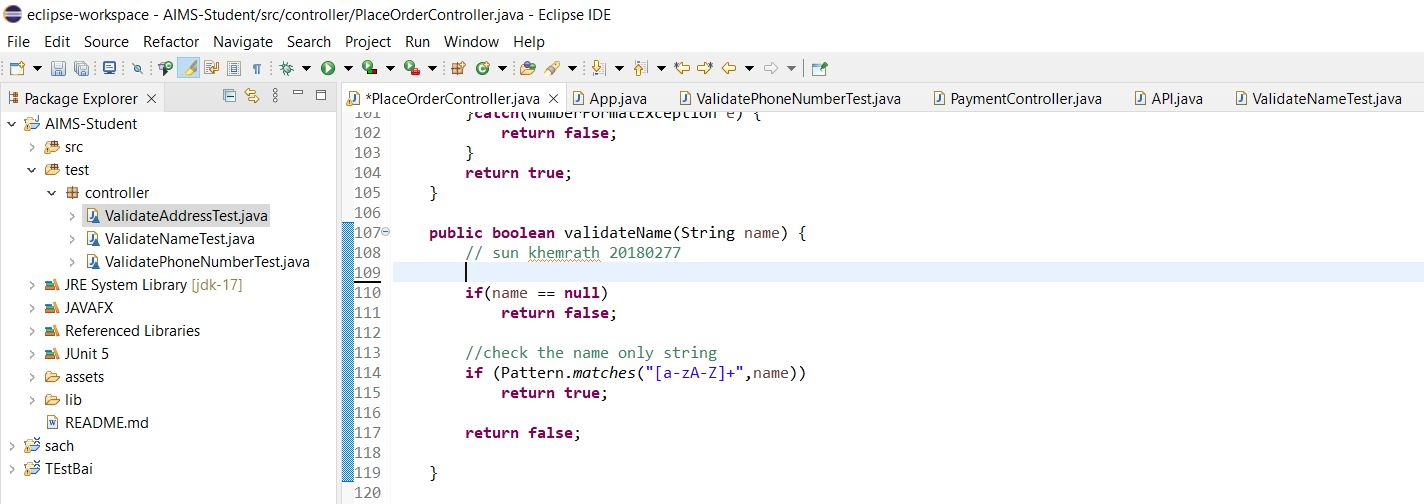 eclipse-workspace - AIMS-Student/src/controller/PlaceOrderController.java - Eclipse IDE
File Edit Source Refactor Navigate Search Project Run Window Help
Package Explorer
*PlaceOrderController.java App.java ValidatePhoneNumberTest.java PaymentController.java API.java ValidateNameTest.java
AIMS-Student
src
test
controller
ValidateAddressTest.java
ValidateNameTest.java
ValidatePhoneNumberTest.java
JRE System Library [jdk-17]
JAVAFX
Referenced Libraries
JUnit 5
assets
lib
README.md
sach
TEstBai
101 }catch(NumberFormatException e) {
102 return false;
103 }
104 return true;
105 }
106
107 public boolean validateName(String name) {
108 // sun khemrath 20180277
109
110 if(name == null)
111 return false;
112
113 //check the name only string
114 if (Pattern.matches("[a-zA-Z]+",name))
115 return true;
116
117 return false;
118
119 }
120